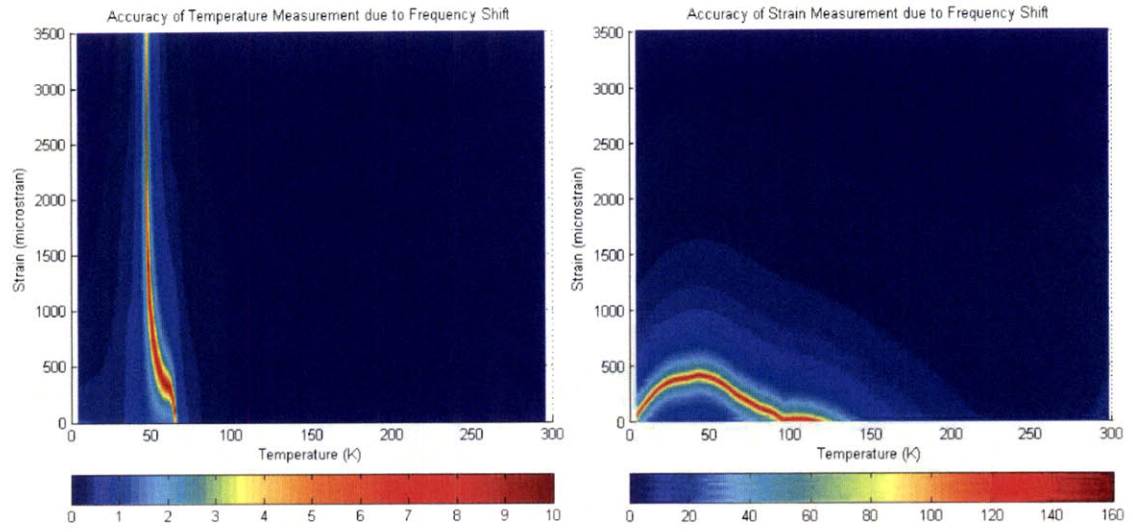 Accuracy of Temperature Measurement due to Frequency Shift
3500
3000
2500
2000
1500
1000
500
0
Strain (microstrain)
0 50 100 150 200 250 300
Temperature (K)
0 1 2 3 4 5 6 7 8 9 10
Accuracy of Strain Measurement due to Frequency Shift
3500
3000
2500
2000
1500
1000
500
0
Strain (microstrain)
0 50 100 150 200 250 300
Temperature (K)
0 20 40 60 80 100 120 140 160